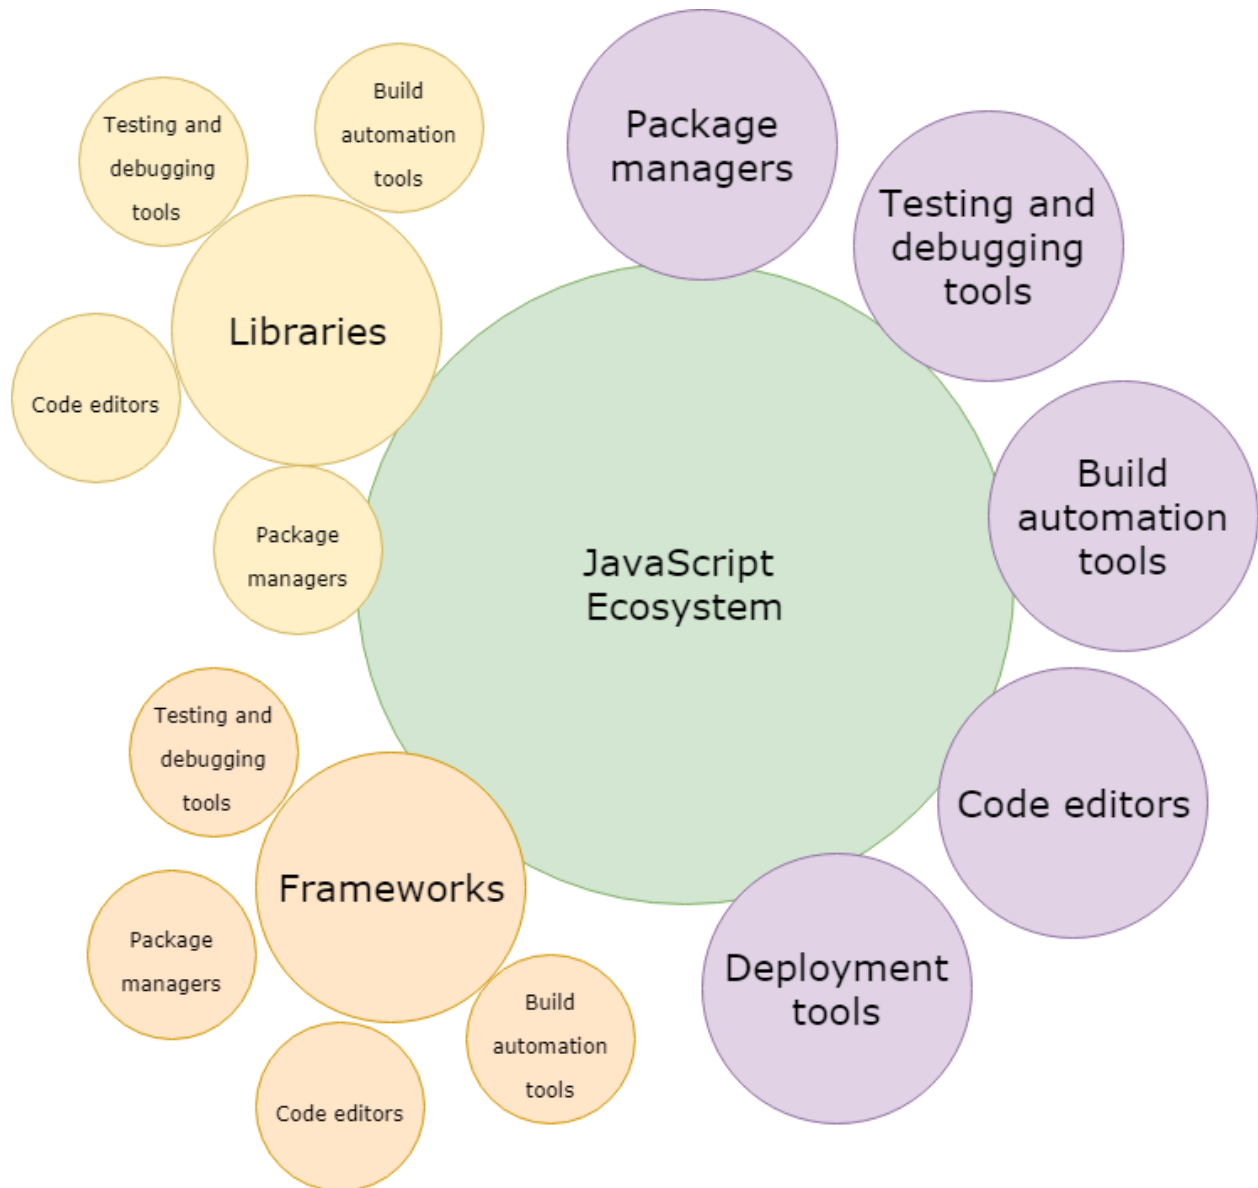 Build
automation
tools
Testing and
debugging
tools
Libraries
Code editors
Package
managers
Package
managers
Testing and
debugging
tools
Build
automation
tools
JavaScript
Ecosystem
Code editors
Deployment
tools
Testing and
debugging
tools
Frameworks
Package
managers
Build
automation
tools
Code editors